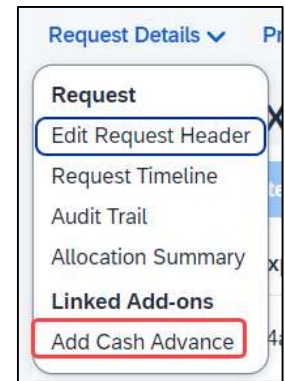 Request Details
Request
Edit Request Header
Request Timeline
Audit Trail
Allocation Summary
Linked Add-ons
Add Cash Advance